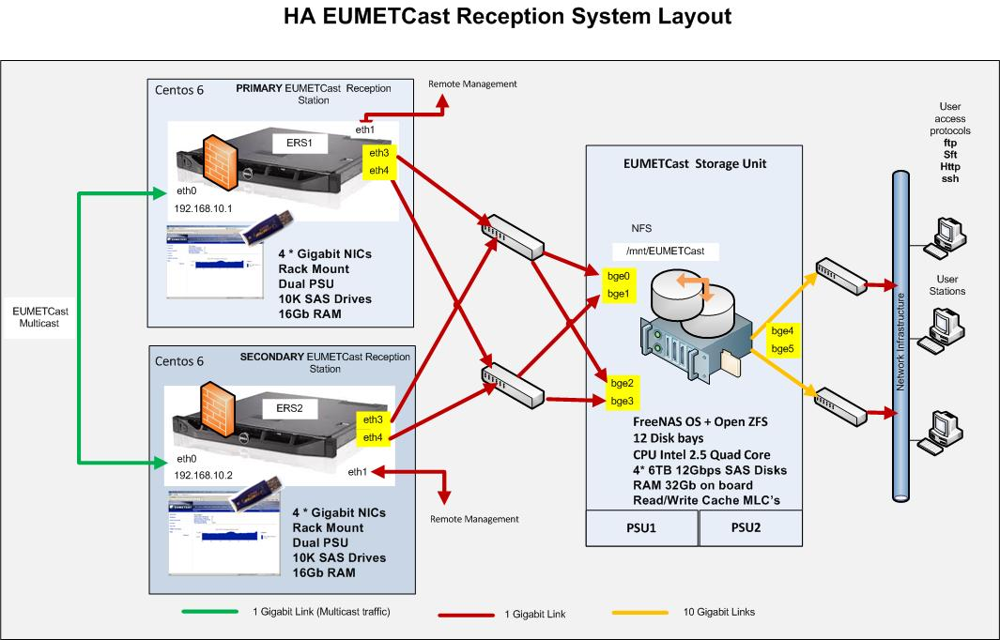 HA EUMETCast Reception System Layout
Centos 6
PRIMARY EUMETCast Reception
Station
Remote Management
eth1
ERS1
eth3
eth4
eth0
192.168.10.1
4 * Gigabit NICs
Rack Mount
Dual PSU
10K SAS Drives
16Gb RAM
EUMETCast
Multicast
Centos 6
SECONDARY EUMETCast Reception
Station
ERS2
eth3
eth4
eth0
eth1
192.168.10.2
Remote Management
4 * Gigabit NICs
Rack Mount
Dual PSU
10K SAS Drives
16Gb RAM
EUMETCast Storage Unit
NFS
/mnt/EUMETCast
bge0
bge1
bge2
bge3
bge4
bge5
FreeNAS OS + Open ZFS
12 Disk bays
CPU Intel 2.5 Quad Core
4* 6TB 12Gbps SAS Disks
RAM 32Gb on board
Read/Write Cache MLC's
PSU1
PSU2
User
access
protocols
ftp
Sft
Http
ssh
User
Stations
Network Infrastructure
1 Gigabit Link (Multicast traffic)
1 Gigabit Link
10 Gigabit Links